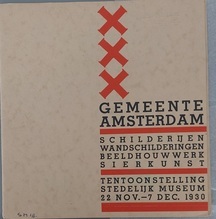 GEMEENTE
AMSTERDAM
SCHILDERIJEN
WANDSCHILDERINGEN
BEELDHOUWWERK
SIERKUNST
TENTOONSTELLING
STEDELIJK MUSEUM
22 NOV.—7 DEC. 1930